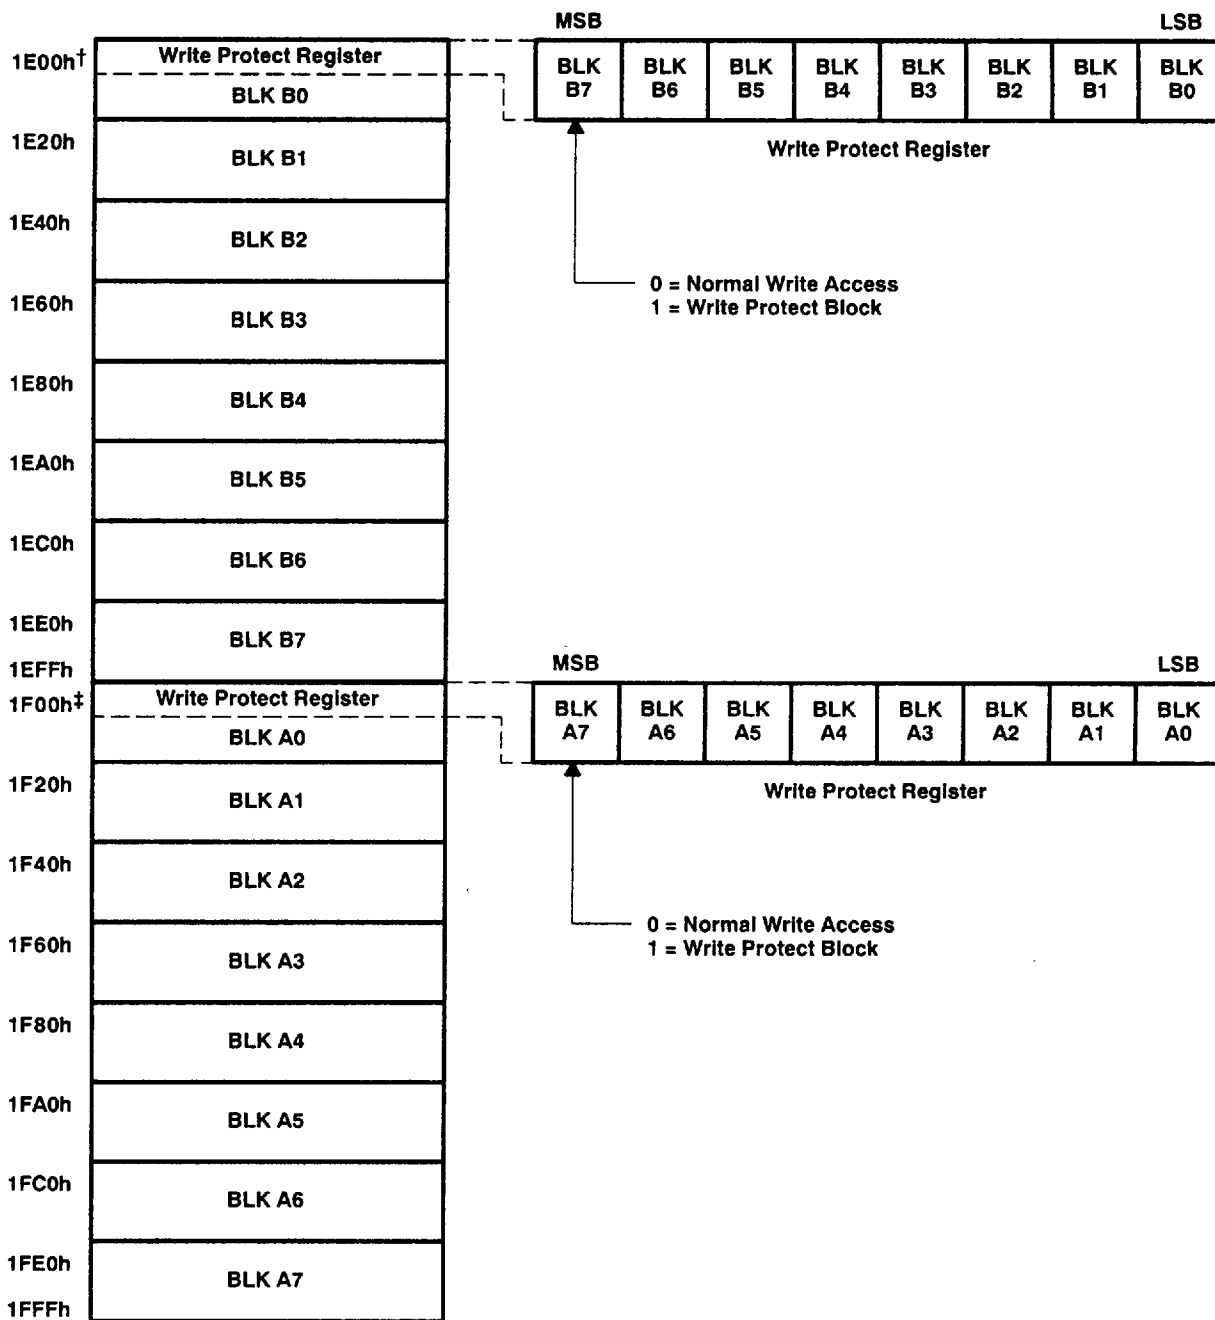 MSB LSB
1E00h† Write Protect Register
BLK B0
BLK B7 BLK B6 BLK B5 BLK B4 BLK B3 BLK B2 BLK B1 BLK B0
Write Protect Register
1E20h BLK B1
1E40h BLK B2
0 = Normal Write Access
1 = Write Protect Block
1E60h BLK B3
1E80h BLK B4
1EA0h BLK B5
1EC0h BLK B6
1EE0h BLK B7
1EFFh
MSB LSB
1F00h‡ Write Protect Register
BLK A0
BLK A7 BLK A6 BLK A5 BLK A4 BLK A3 BLK A2 BLK A1 BLK A0
Write Protect Register
1F20h BLK A1
1F40h BLK A2
0 = Normal Write Access
1 = Write Protect Block
1F60h BLK A3
1F80h BLK A4
1FA0h BLK A5
1FC0h BLK A6
1FE0h BLK A7
1FFFh